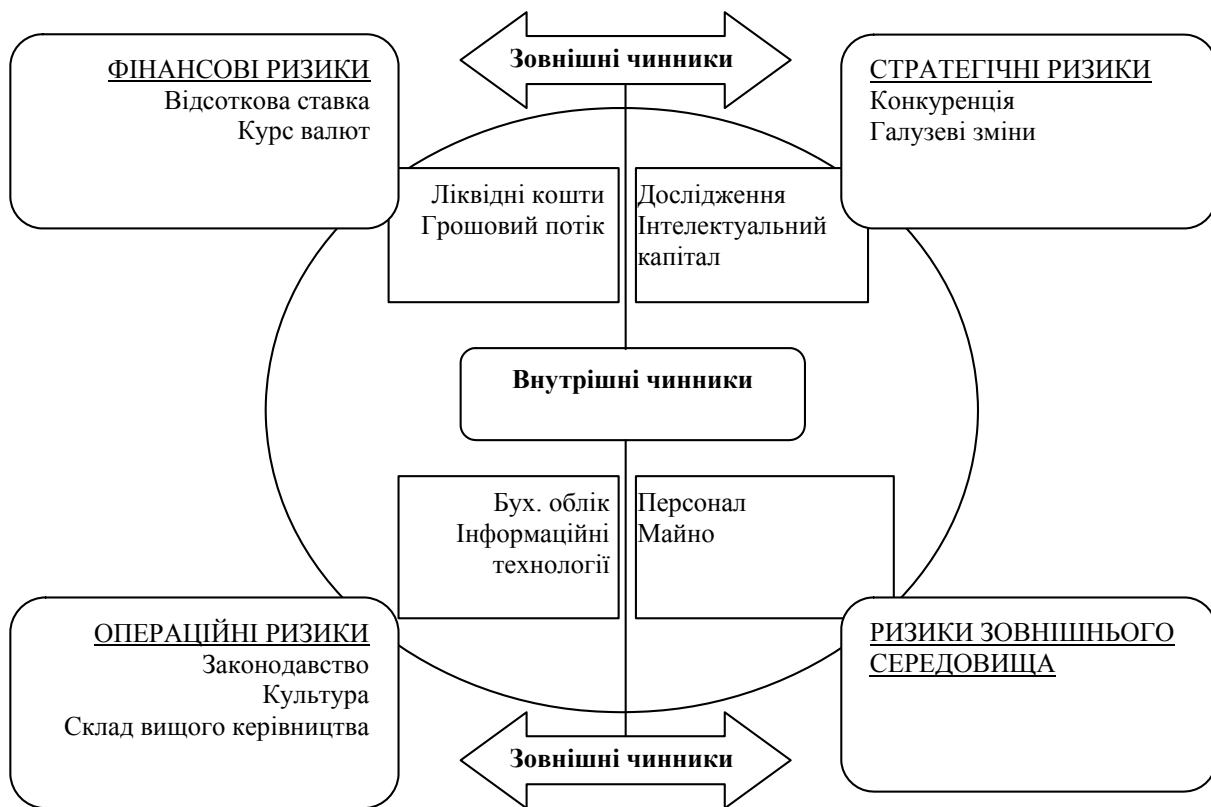 Зовнішні чинники
ФІНАНСОВІ РИЗИКИ
Відсоткова ставка
Курс валют
СТРАТЕГІЧНІ РИЗИКИ
Конкуренція
Галузеві зміни
Ліквідні кошти
Грошовий потік
Дослідження
Інтелектуальний
капітал
Внутрішні чинники
Бух. облік
Інформаційні
технології
Персонал
Майно
ОПЕРАЦІЙНІ РИЗИКИ
Законодавство
Культура
Склад вищого керівництва
РИЗИКИ ЗОВНІШНЬОГО
СЕРЕДОВИЩА
Зовнішні чинники